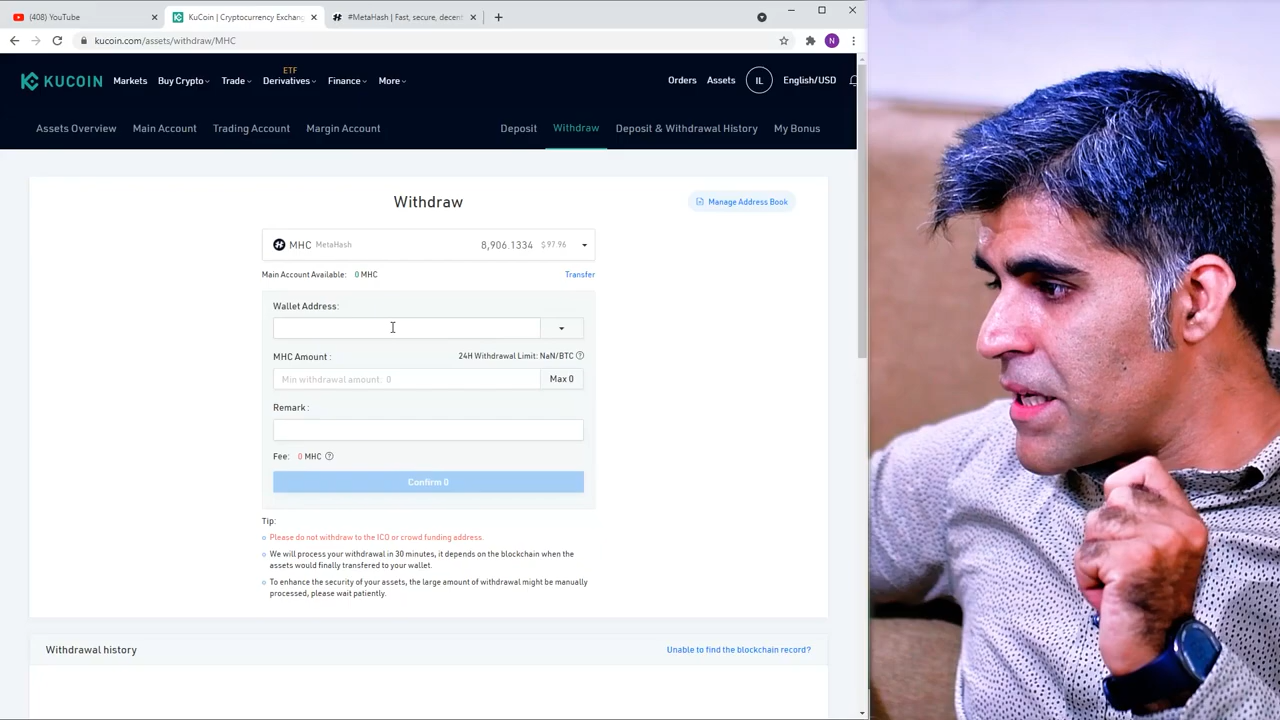 (408) YouTube
KuCoin | Cryptocurrency Exchang
#MetaHash | Fast, secure, decent
kucoin.com/assets/withdraw/MHC
N
KUCOIN
Markets
Buy Crypto
Trade
ETF
Derivatives
Finance
More
Orders
Assets
IL
English/USD
Assets Overview
Main Account
Trading Account
Margin Account
Deposit
Withdraw
Deposit & Withdrawal History
My Bonus
Withdraw
Manage Address Book
MHC MetaHash 8,906.1334 $97.96
Main Account Available: 0 MHC
Transfer
Wallet Address:
MHC Amount :
24H Withdrawal Limit: NaN/BTC ?
Min withdrawal amount. 0
Max 0
Remark :
Fee: 0 MHC ?
Confirm 0
Tip:
Please do not withdraw to the ICO or crowd funding address.
We will process your withdrawal in 30 minutes, it depends on the blockchain when the
assets would finally transfered to your wallet.
To enhance the security of your assets, the large amount of withdrawal might be manually
processed, please wait patiently.
Withdrawal history
Unable to find the blockchain record?